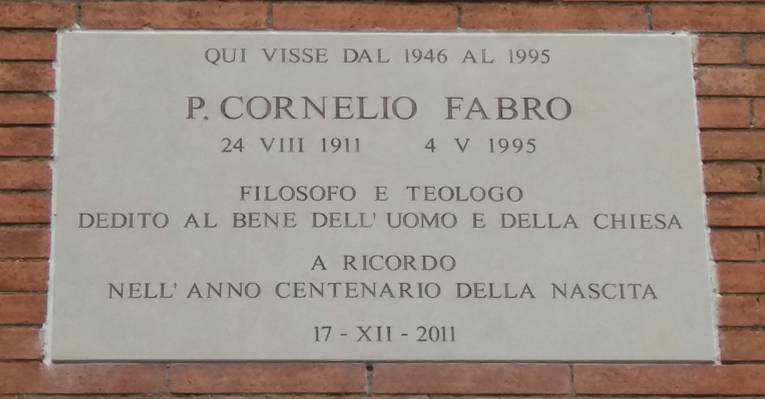 QUI VISSE DAL 1946 AL 1995
P. CORNELIO FABRO
24 VIII 1911 4 V 1995
FILOSOFO E TEOLOGO
DEDITO AL BENE DELL' UOMO E DELLA CHIESA
A RICORDO
NELL' ANNO CENTENARIO DELLA NASCITA
17 - XII - 2011